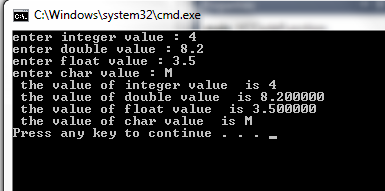 C:\Windows\system32\cmd.exe
enter integer value : 4
enter double value : 8.2
enter float value : 3.5
enter char value : M
 the value of integer value  is 4
 the value of double value  is 8.200000
 the value of float value  is 3.500000
 the value of char value  is M
Press any key to continue . . . _